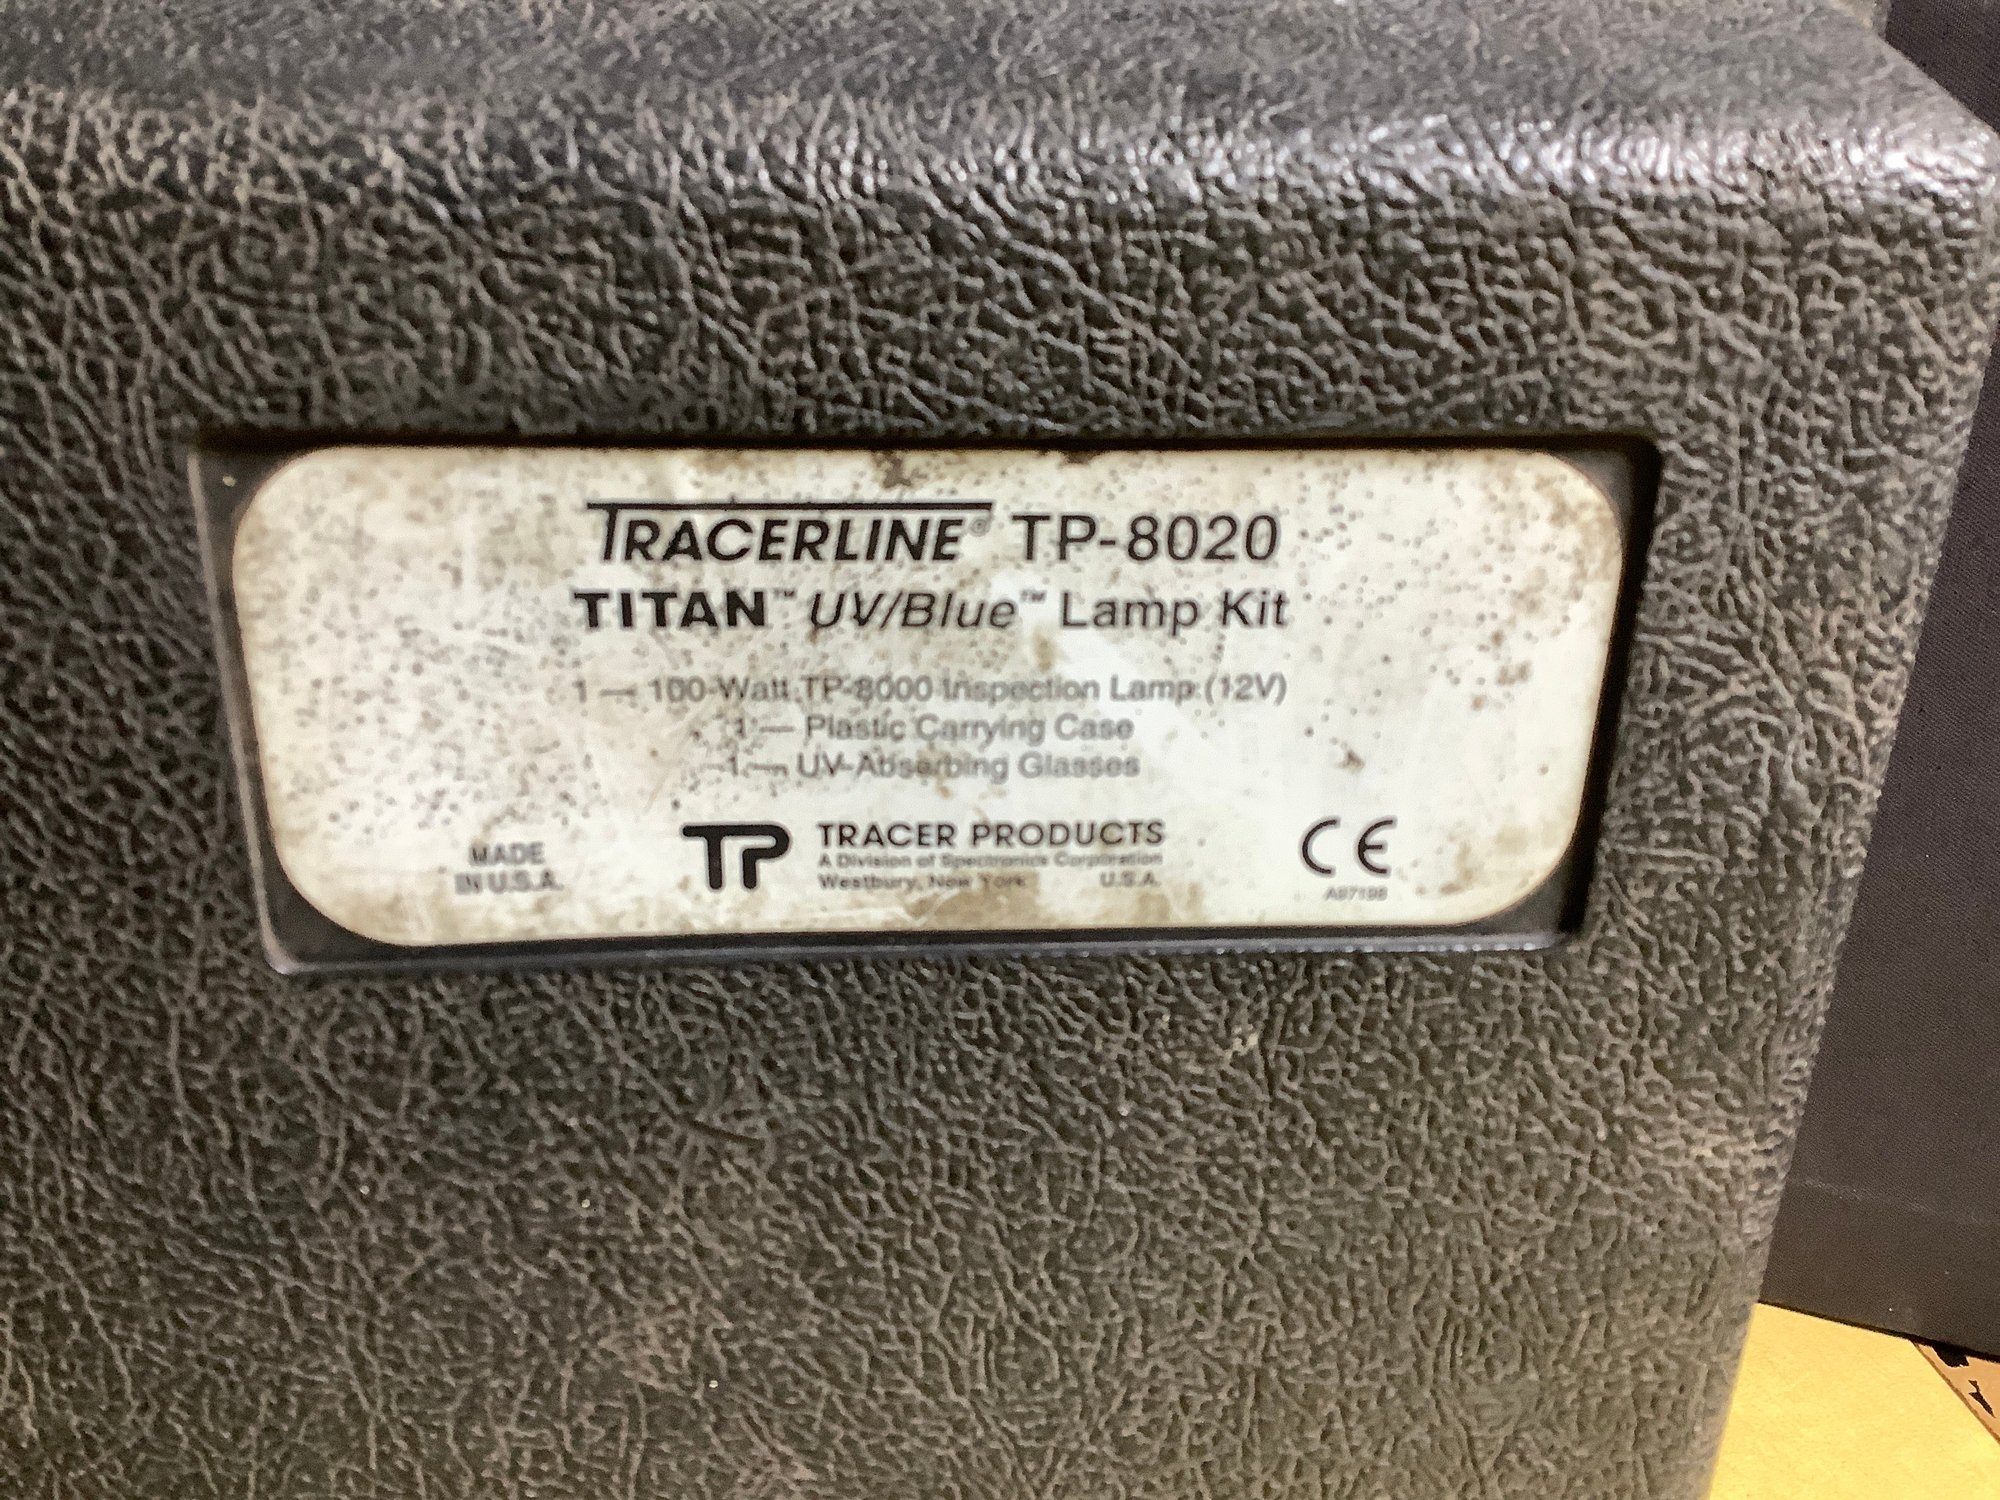 TRACERLINE® TP-8020
TITAN™ UV/Blue™ Lamp Kit
1 — 100-Watt TP-8000 Inspection Lamp (12V)
1 — Plastic Carrying Case
1 — UV-Absorbing Glasses
MADE
IN U.S.A.
TP
TRACER PRODUCTS
A Division of Spectronics Corporation
Westbury, New York U.S.A.
CE
A97198